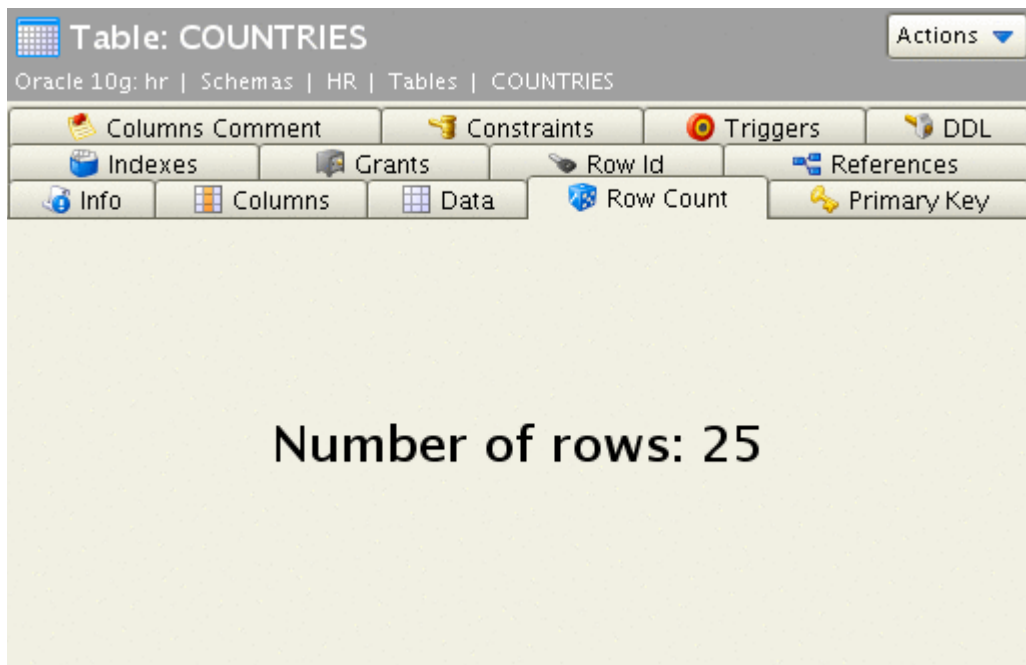 Table: COUNTRIES
Actions
Oracle 10g: hr | Schemas | HR | Tables | COUNTRIES
Columns Comment Constraints Triggers DDL
Indexes Grants Row Id References
Info Columns Data Row Count Primary Key
Number of rows: 25